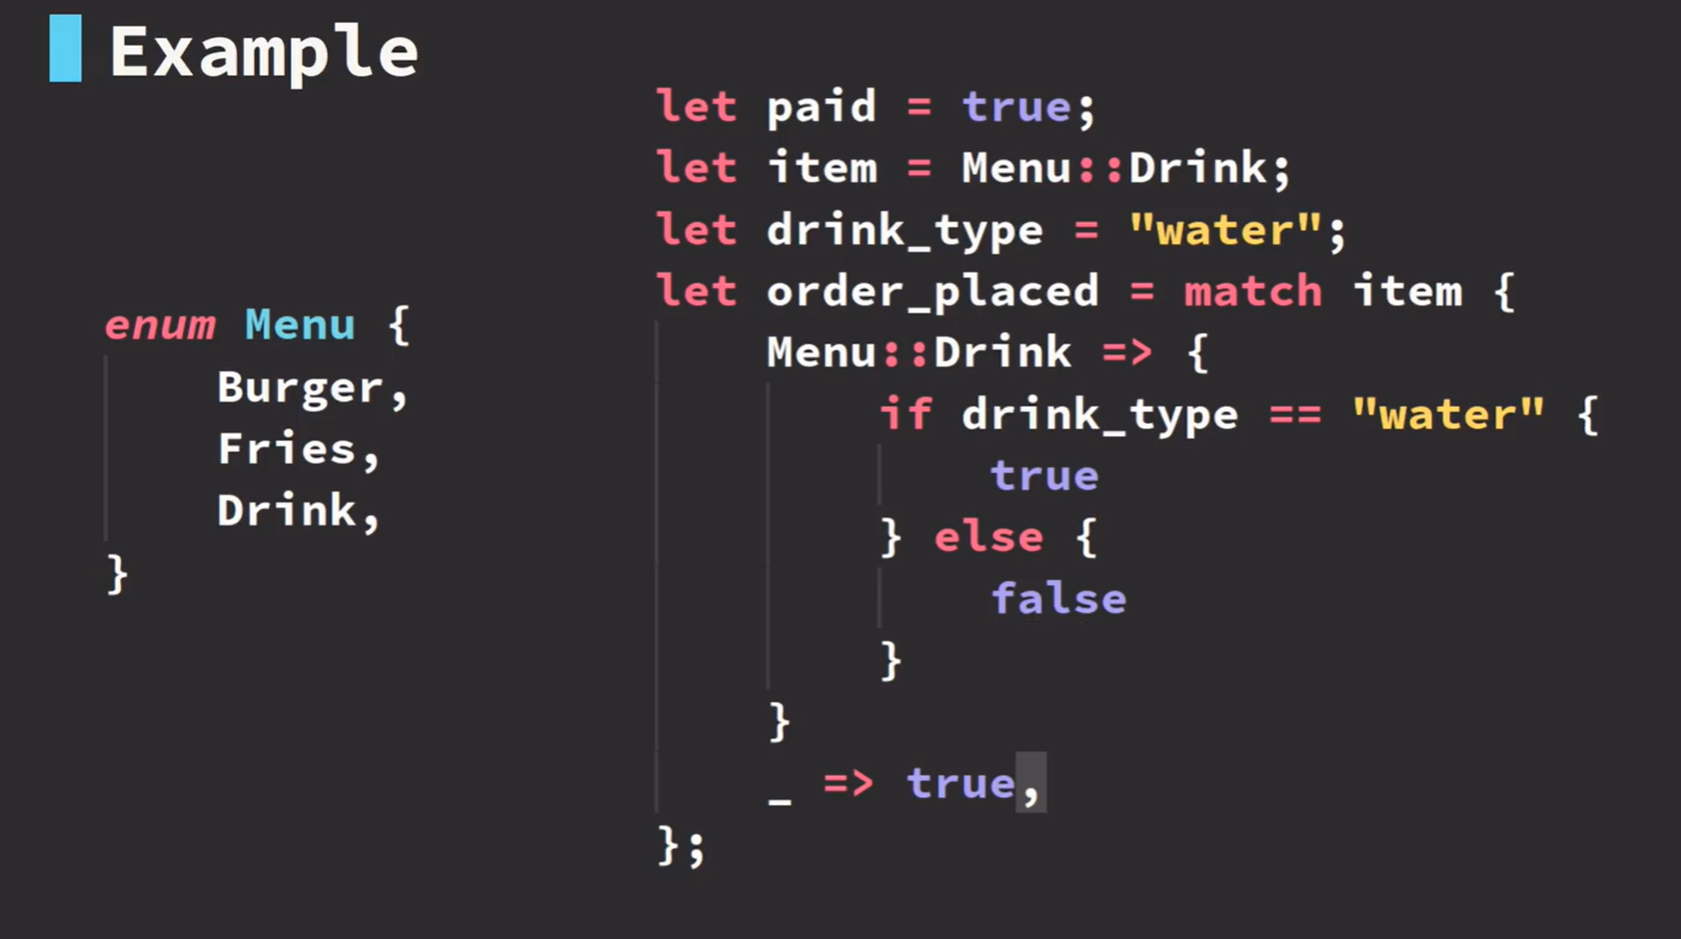 Example
enum Menu {
    Burger,
    Fries,
    Drink,
}
let paid = true;
let item = Menu::Drink;
let drink_type = "water";
let order_placed = match item {
    Menu::Drink => {
        if drink_type == "water" {
            true
        } else {
            false
        }
    }
    _ => true,
};